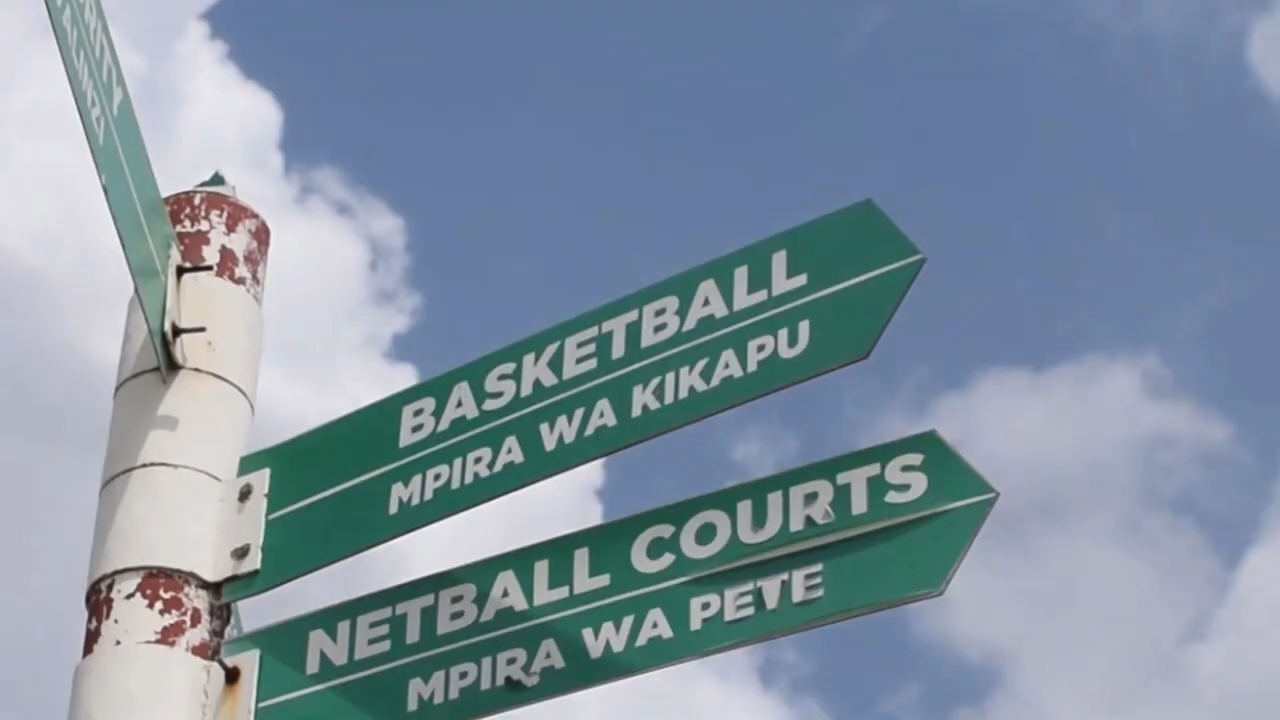 BASKETBALL
MPIRA WA KIKAPU
NETBALL COURTS
MPIRA WA PETE